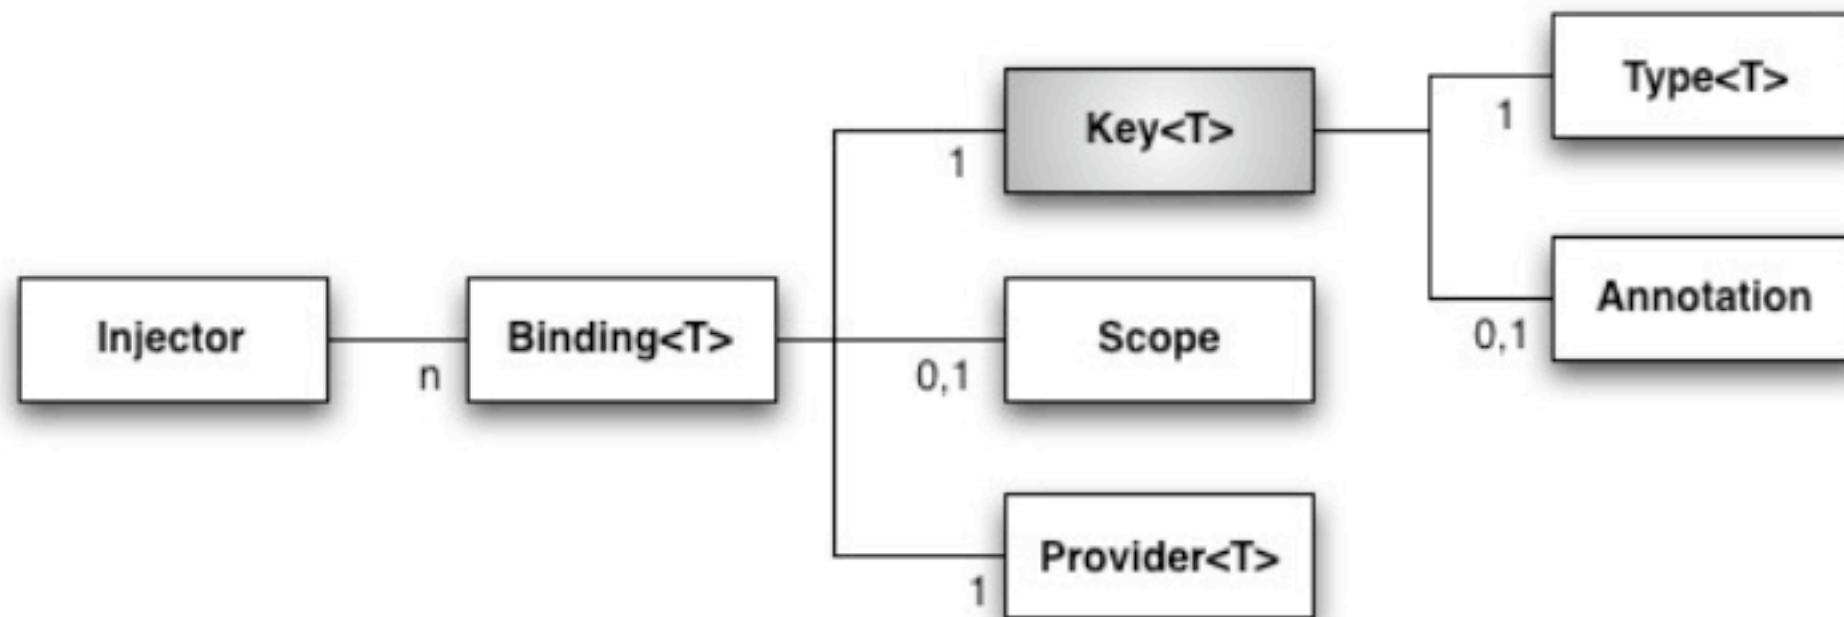 Type<T>
1
Key<T>
1
Annotation
0,1
Injector
n
Binding<T>
Scope
0,1
Provider<T>
1